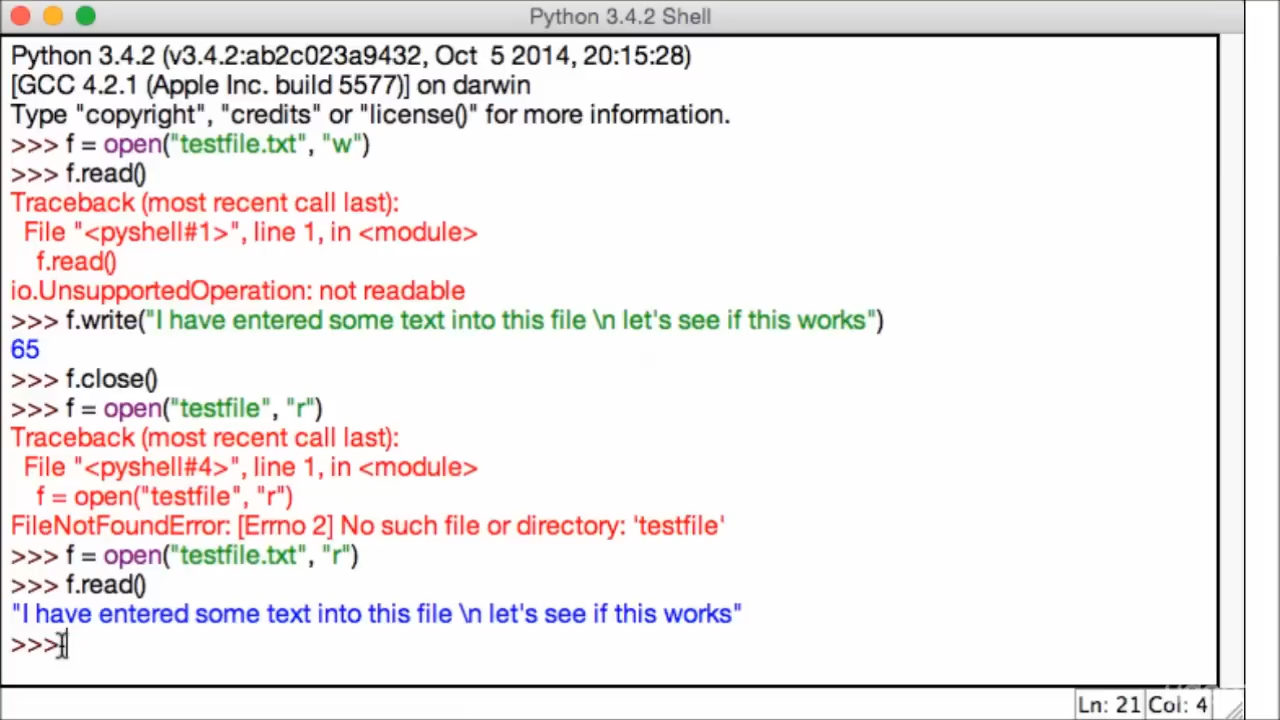 Python 3.4.2 Shell
Python 3.4.2 (v3.4.2:ab2c023a9432, Oct  5 2014, 20:15:28)
[GCC 4.2.1 (Apple Inc. build 5577)] on darwin
Type "copyright", "credits" or "license()" for more information.
>>> f = open("testfile.txt", "w")
>>> f.read()
Traceback (most recent call last):
  File "<pyshell#1>", line 1, in <module>
    f.read()
io.UnsupportedOperation: not readable
>>> f.write("I have entered some text into this file \n let's see if this works")
65
>>> f.close()
>>> f = open("testfile", "r")
Traceback (most recent call last):
  File "<pyshell#4>", line 1, in <module>
    f = open("testfile", "r")
FileNotFoundError: [Errno 2] No such file or directory: 'testfile'
>>> f = open("testfile.txt", "r")
>>> f.read()
"I have entered some text into this file \n let's see if this works"
>>>
Ln: 21 Col: 4